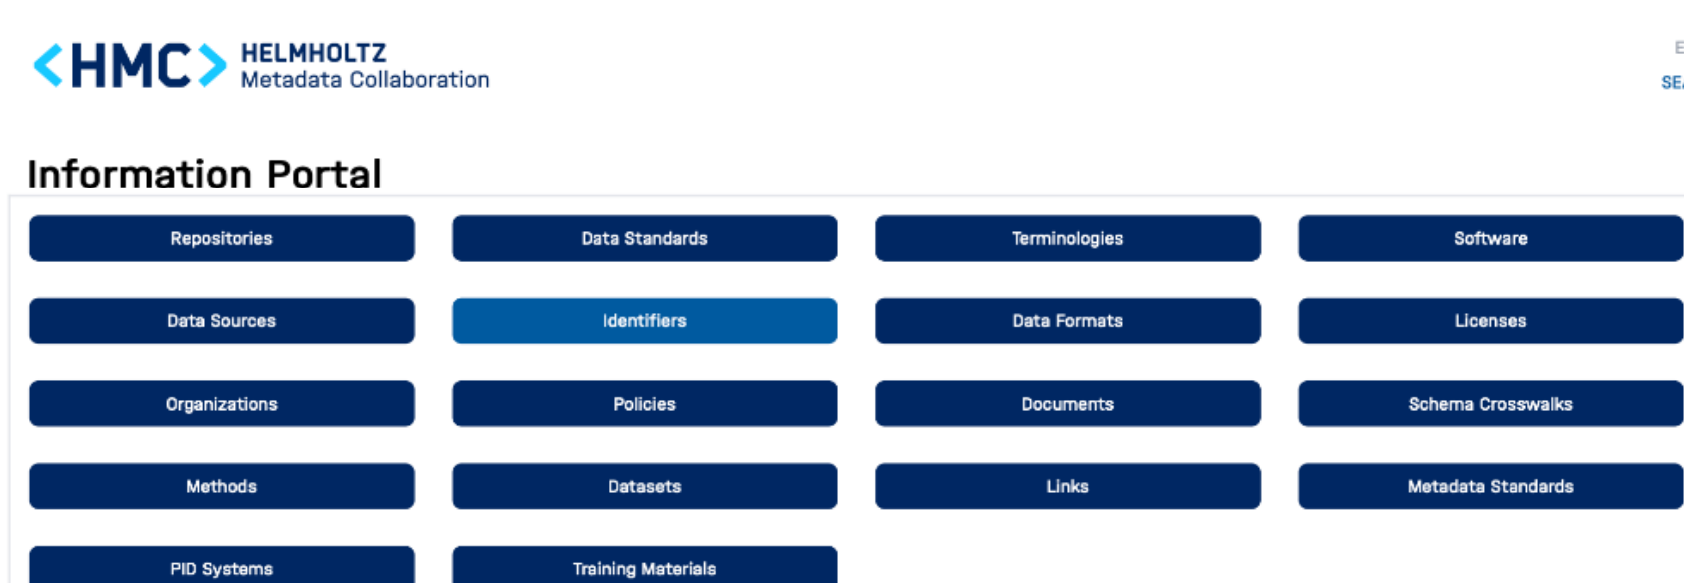 <HMC> HELMHOLTZ
Metadata Collaboration
Information Portal
Repositories
Data Standards
Terminologies
Software
Data Sources
Identifiers
Data Formats
Licenses
Organizations
Policies
Documents
Schema Crosswalks
Methods
Datasets
Links
Metadata Standards
PID Systems
Training Materials